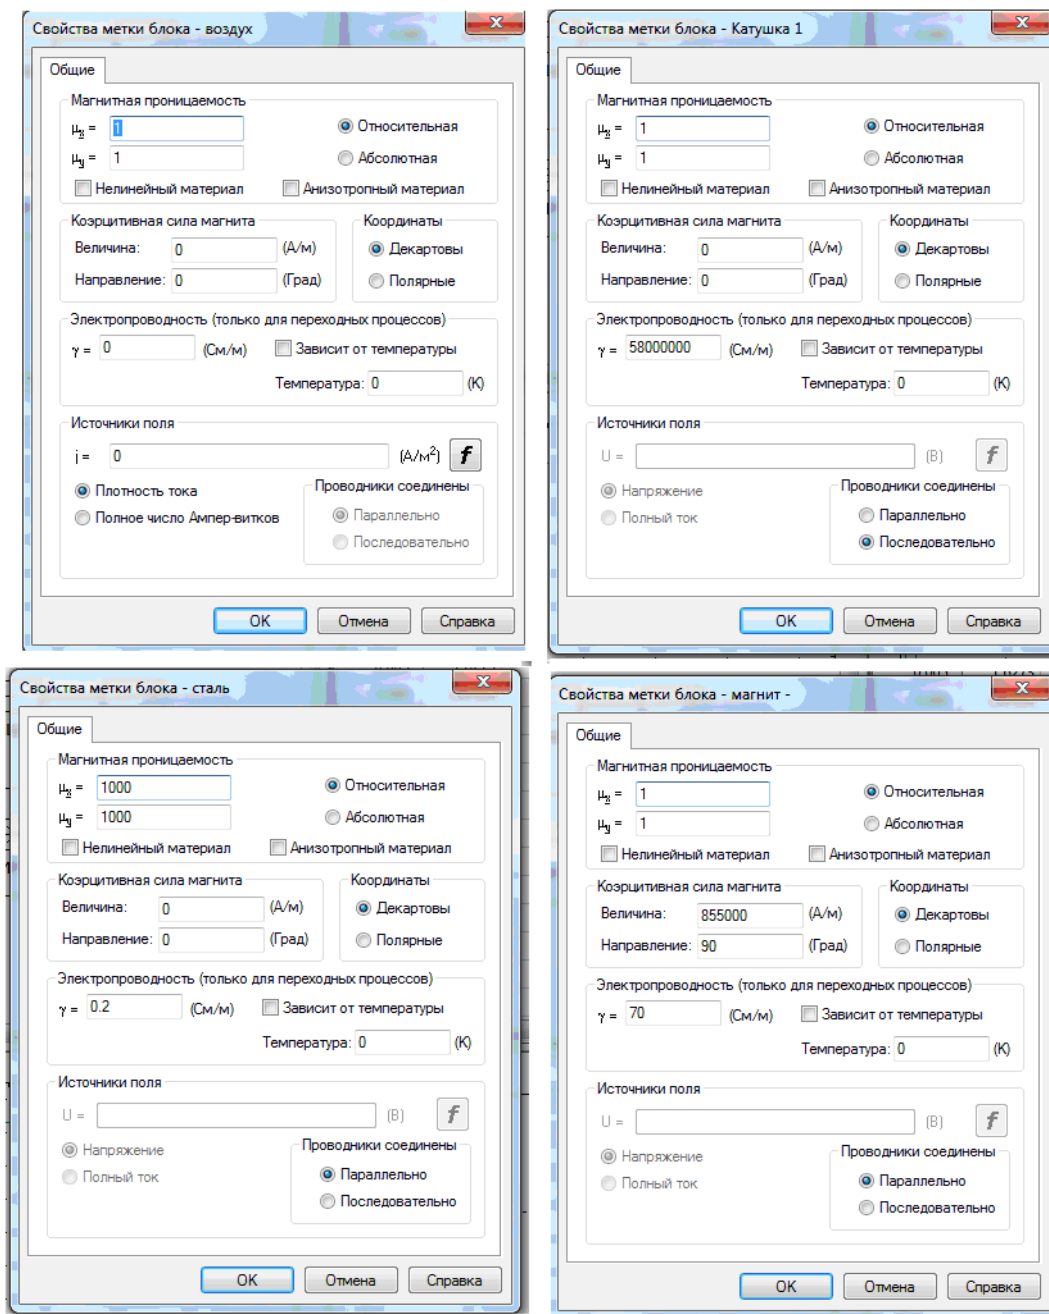 Свойства метки блока - воздух
Общие
Магнитная проницаемость
μx = 1
Относительная
μy = 1
Абсолютная
Нелинейный материал
Анизотропный материал
Коэрцитивная сила магнита
Координаты
Величина: 0 (А/м)
Декартовы
Направление: 0 (Град)
Полярные
Электропроводность (только для переходных процессов)
γ = 0 (См/м)
Зависит от температуры
Температура: 0 (К)
Источники поля
j = 0 (А/м²) f
Плотность тока
Проводники соединены
Полное число Ампер-витков
Параллельно
Последовательно
OK Отмена Справка
Свойства метки блока - Катушка 1
Общие
Магнитная проницаемость
μx = 1
Относительная
μy = 1
Абсолютная
Нелинейный материал
Анизотропный материал
Коэрцитивная сила магнита
Координаты
Величина: 0 (А/м)
Декартовы
Направление: 0 (Град)
Полярные
Электропроводность (только для переходных процессов)
γ = 58000000 (См/м)
Зависит от температуры
Температура: 0 (К)
Источники поля
U = (В) f
Напряжение
Проводники соединены
Полный ток
Параллельно
Последовательно
OK Отмена Справка
Свойства метки блока - сталь
Общие
Магнитная проницаемость
μx = 1000
Относительная
μy = 1000
Абсолютная
Нелинейный материал
Анизотропный материал
Коэрцитивная сила магнита
Координаты
Величина: 0 (А/м)
Декартовы
Направление: 0 (Град)
Полярные
Электропроводность (только для переходных процессов)
γ = 0.2 (См/м)
Зависит от температуры
Температура: 0 (К)
Источники поля
U = (В) f
Напряжение
Проводники соединены
Полный ток
Параллельно
Последовательно
OK Отмена Справка
Свойства метки блока - магнит -
Общие
Магнитная проницаемость
μx = 1
Относительная
μy = 1
Абсолютная
Нелинейный материал
Анизотропный материал
Коэрцитивная сила магнита
Координаты
Величина: 855000 (А/м)
Декартовы
Направление: 90 (Град)
Полярные
Электропроводность (только для переходных процессов)
γ = 70 (См/м)
Зависит от температуры
Температура: 0 (К)
Источники поля
U = (В) f
Напряжение
Проводники соединены
Полный ток
Параллельно
Последовательно
OK Отмена Справка